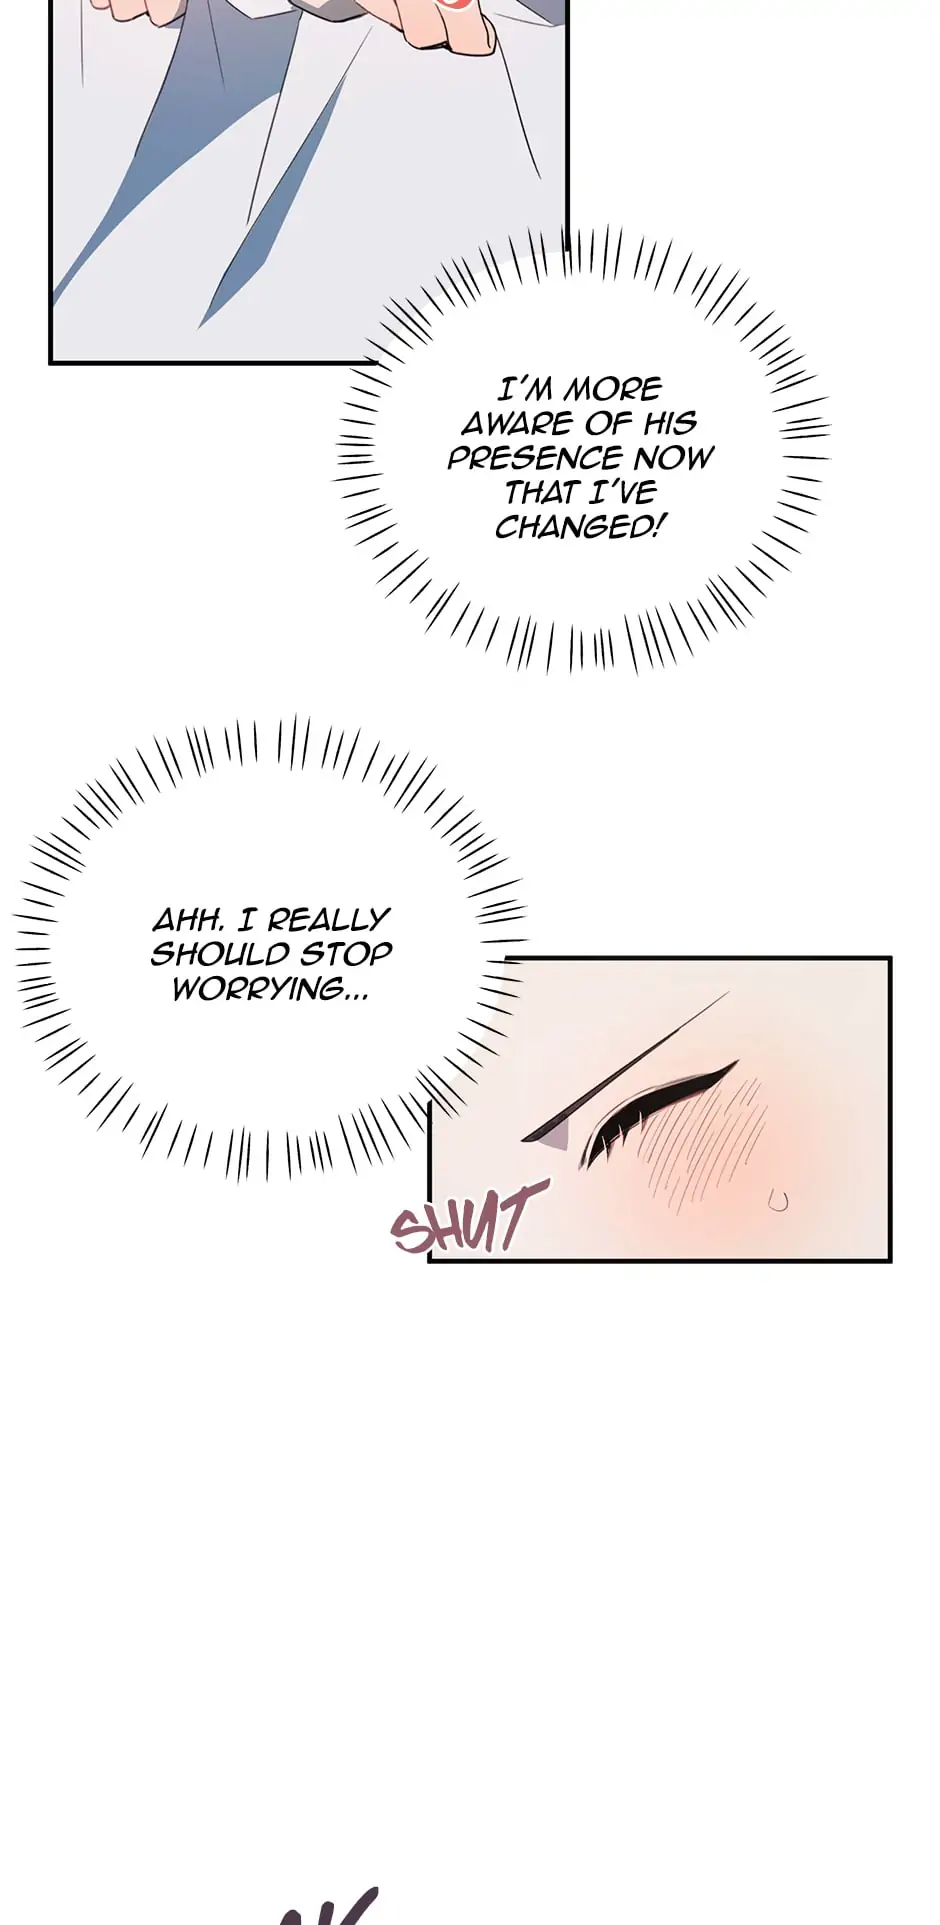 I'M MORE
AWARE OF HIS
PRESENCE NOW
THAT I'VE
CHANGED!
AHH. I REALLY
SHOULD STOP
WORRYING...
SHUT